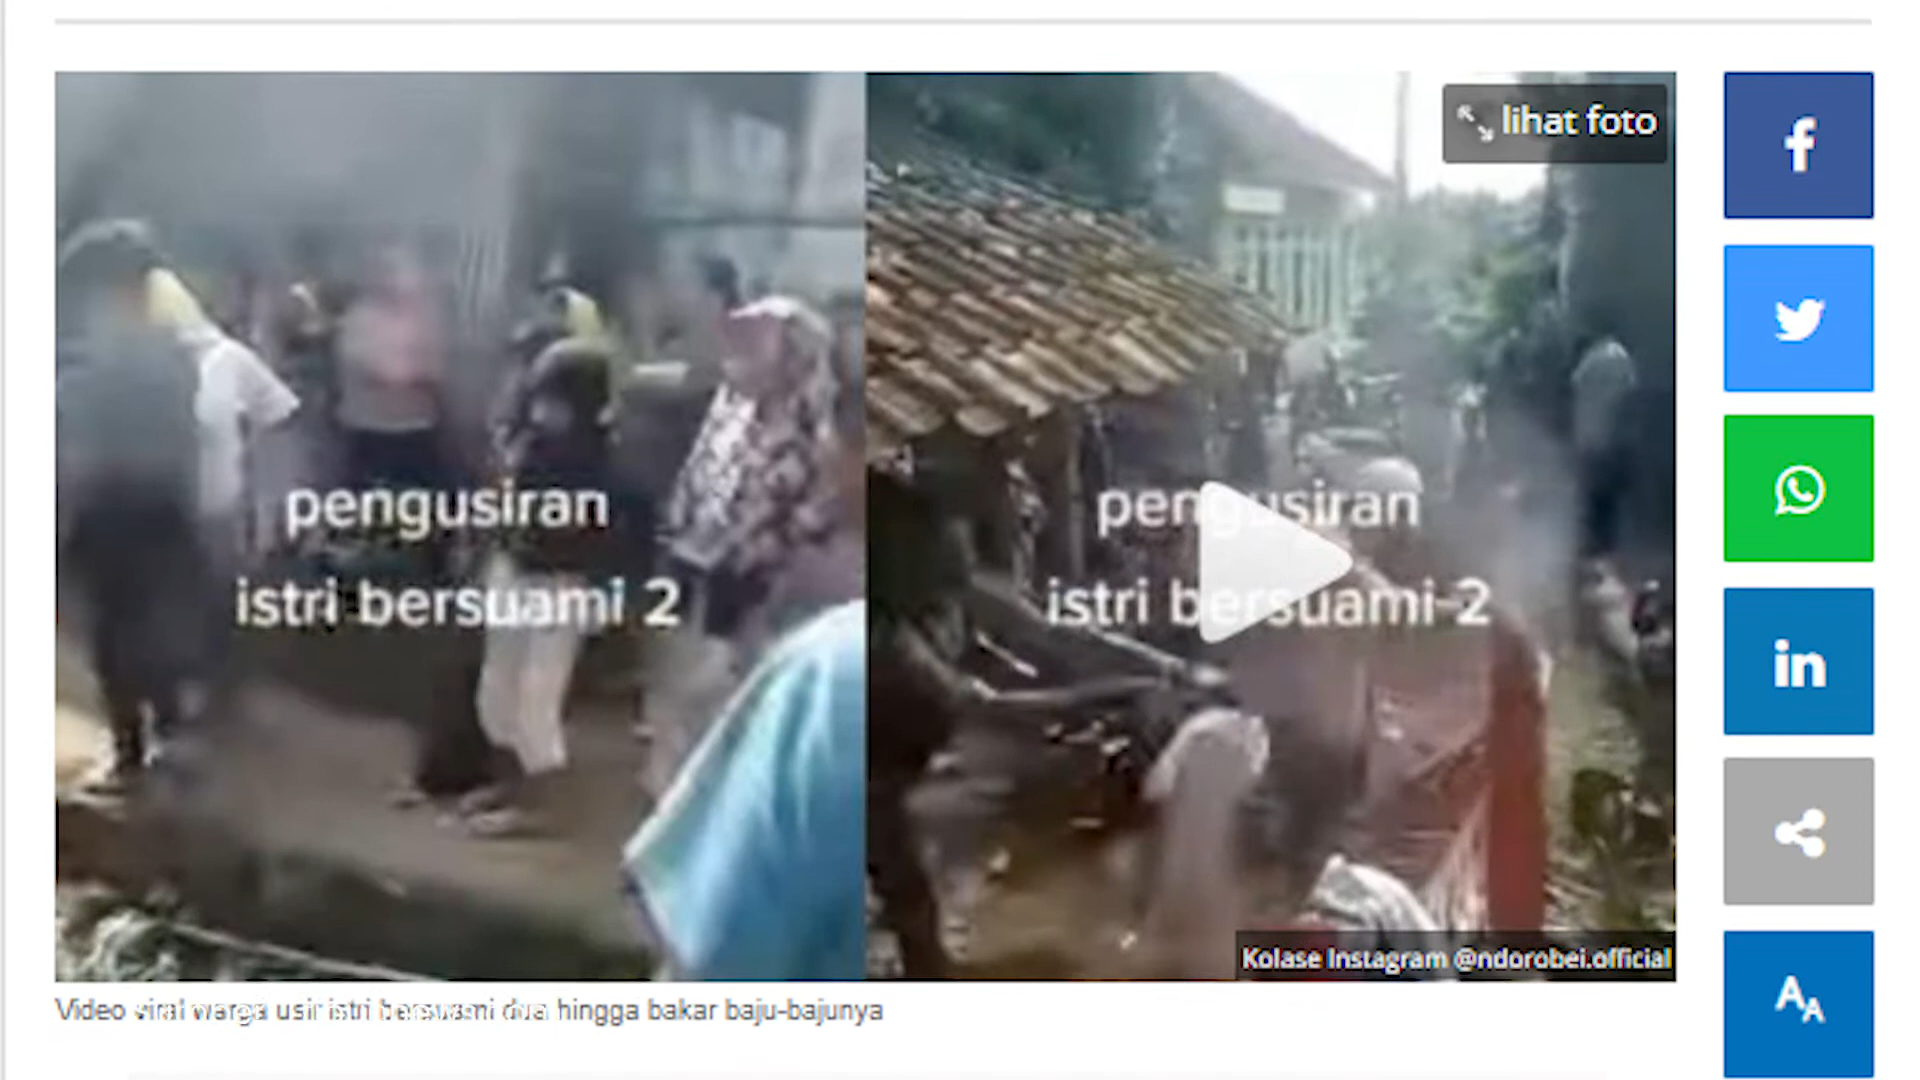 lihat foto
pengusiran
istri bersuami 2
pengusiran
istri bersuami 2
Kolase Instagram @ndorobei.official
Video viral warga usir istri bersuami dua hingga bakar baju-bajunya
f
in
AA